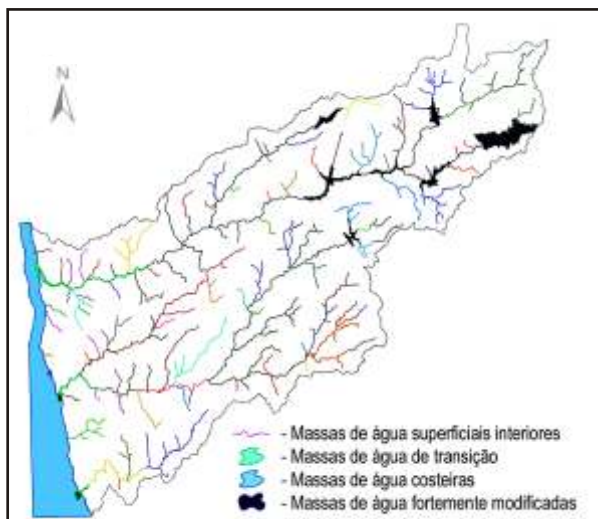 N
- Massas de água superficiais interiores
- Massas de água de transição
- Massas de água costeiras
- Massas de água fortemente modificadas